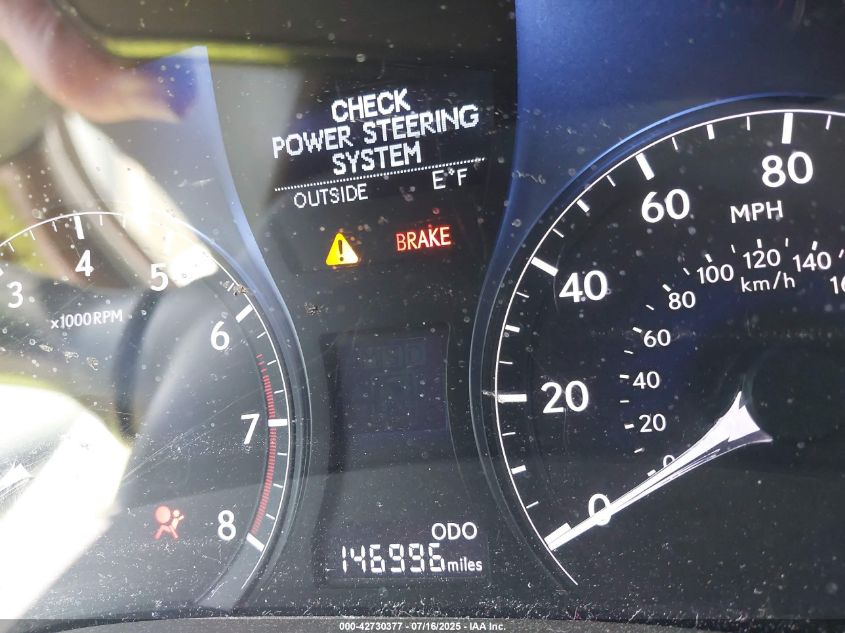 CHECK
POWER STEERING
SYSTEM
OUTSIDE E°F
BRAKE
3 4 5 6 7 8
x1000RPM
0 20 40 60 80
MPH
0 20 40 60 80 100 120 140
km/h
ODO
146996 miles
000-42730377 - 07/16/2025 - IAA Inc.